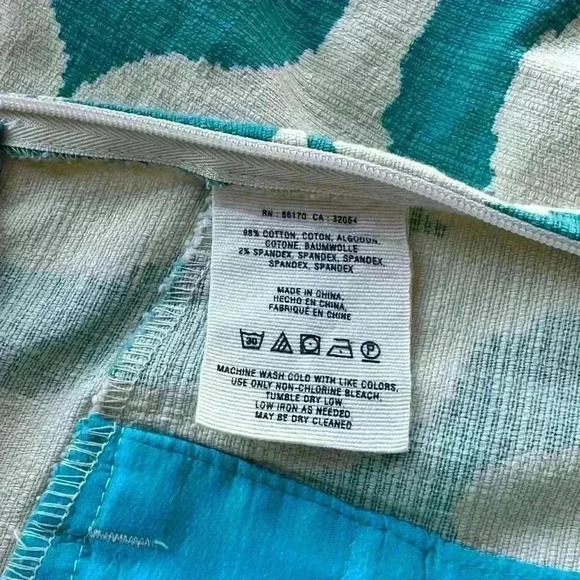 RN : 66170 CA : 32054
98% COTTON, COTON, ALGODON,
COTONE, BAUMWOLLE
2% SPANDEX, SPANDEX, SPANDEX,
SPANDEX, SPANDEX
MADE IN CHINA,
HECHO EN CHINA,
FABRIQUÉ EN CHINE
30 P
MACHINE WASH COLD WITH LIKE COLORS,
USE ONLY NON-CHLORINE BLEACH,
TUMBLE DRY LOW
LOW IRON AS NEEDED
MAY BE DRY CLEANED